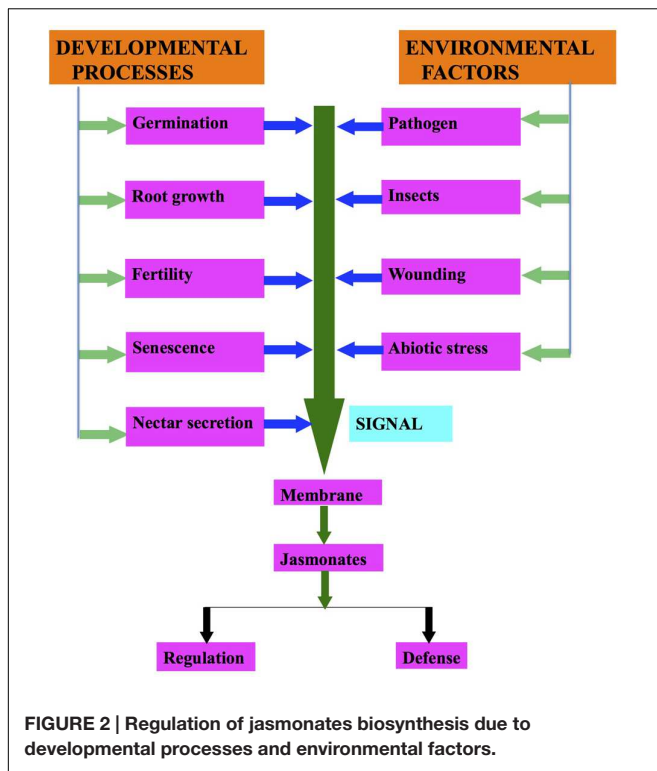 DEVELOPMENTAL
PROCESSES
ENVIRONMENTAL
FACTORS
Germination
Pathogen
Root growth
Insects
Fertility
Wounding
Senescence
Abiotic stress
Nectar secretion
SIGNAL
Membrane
Jasmonates
Regulation
Defense
FIGURE 2 | Regulation of jasmonates biosynthesis due to
developmental processes and environmental factors.